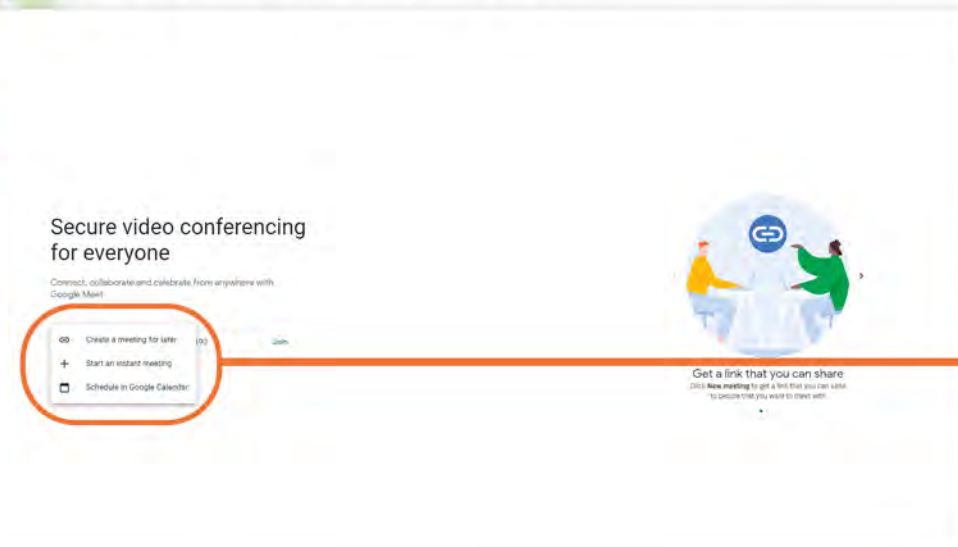 Secure video conferencing
for everyone
Connect, collaborate and celebrate from anywhere with
Google Meet
Create a meeting for later
Join
Start an instant meeting
Schedule in Google Calendar
Get a link that you can share
Click New meeting to get a link that you can send
to people that you want to meet with